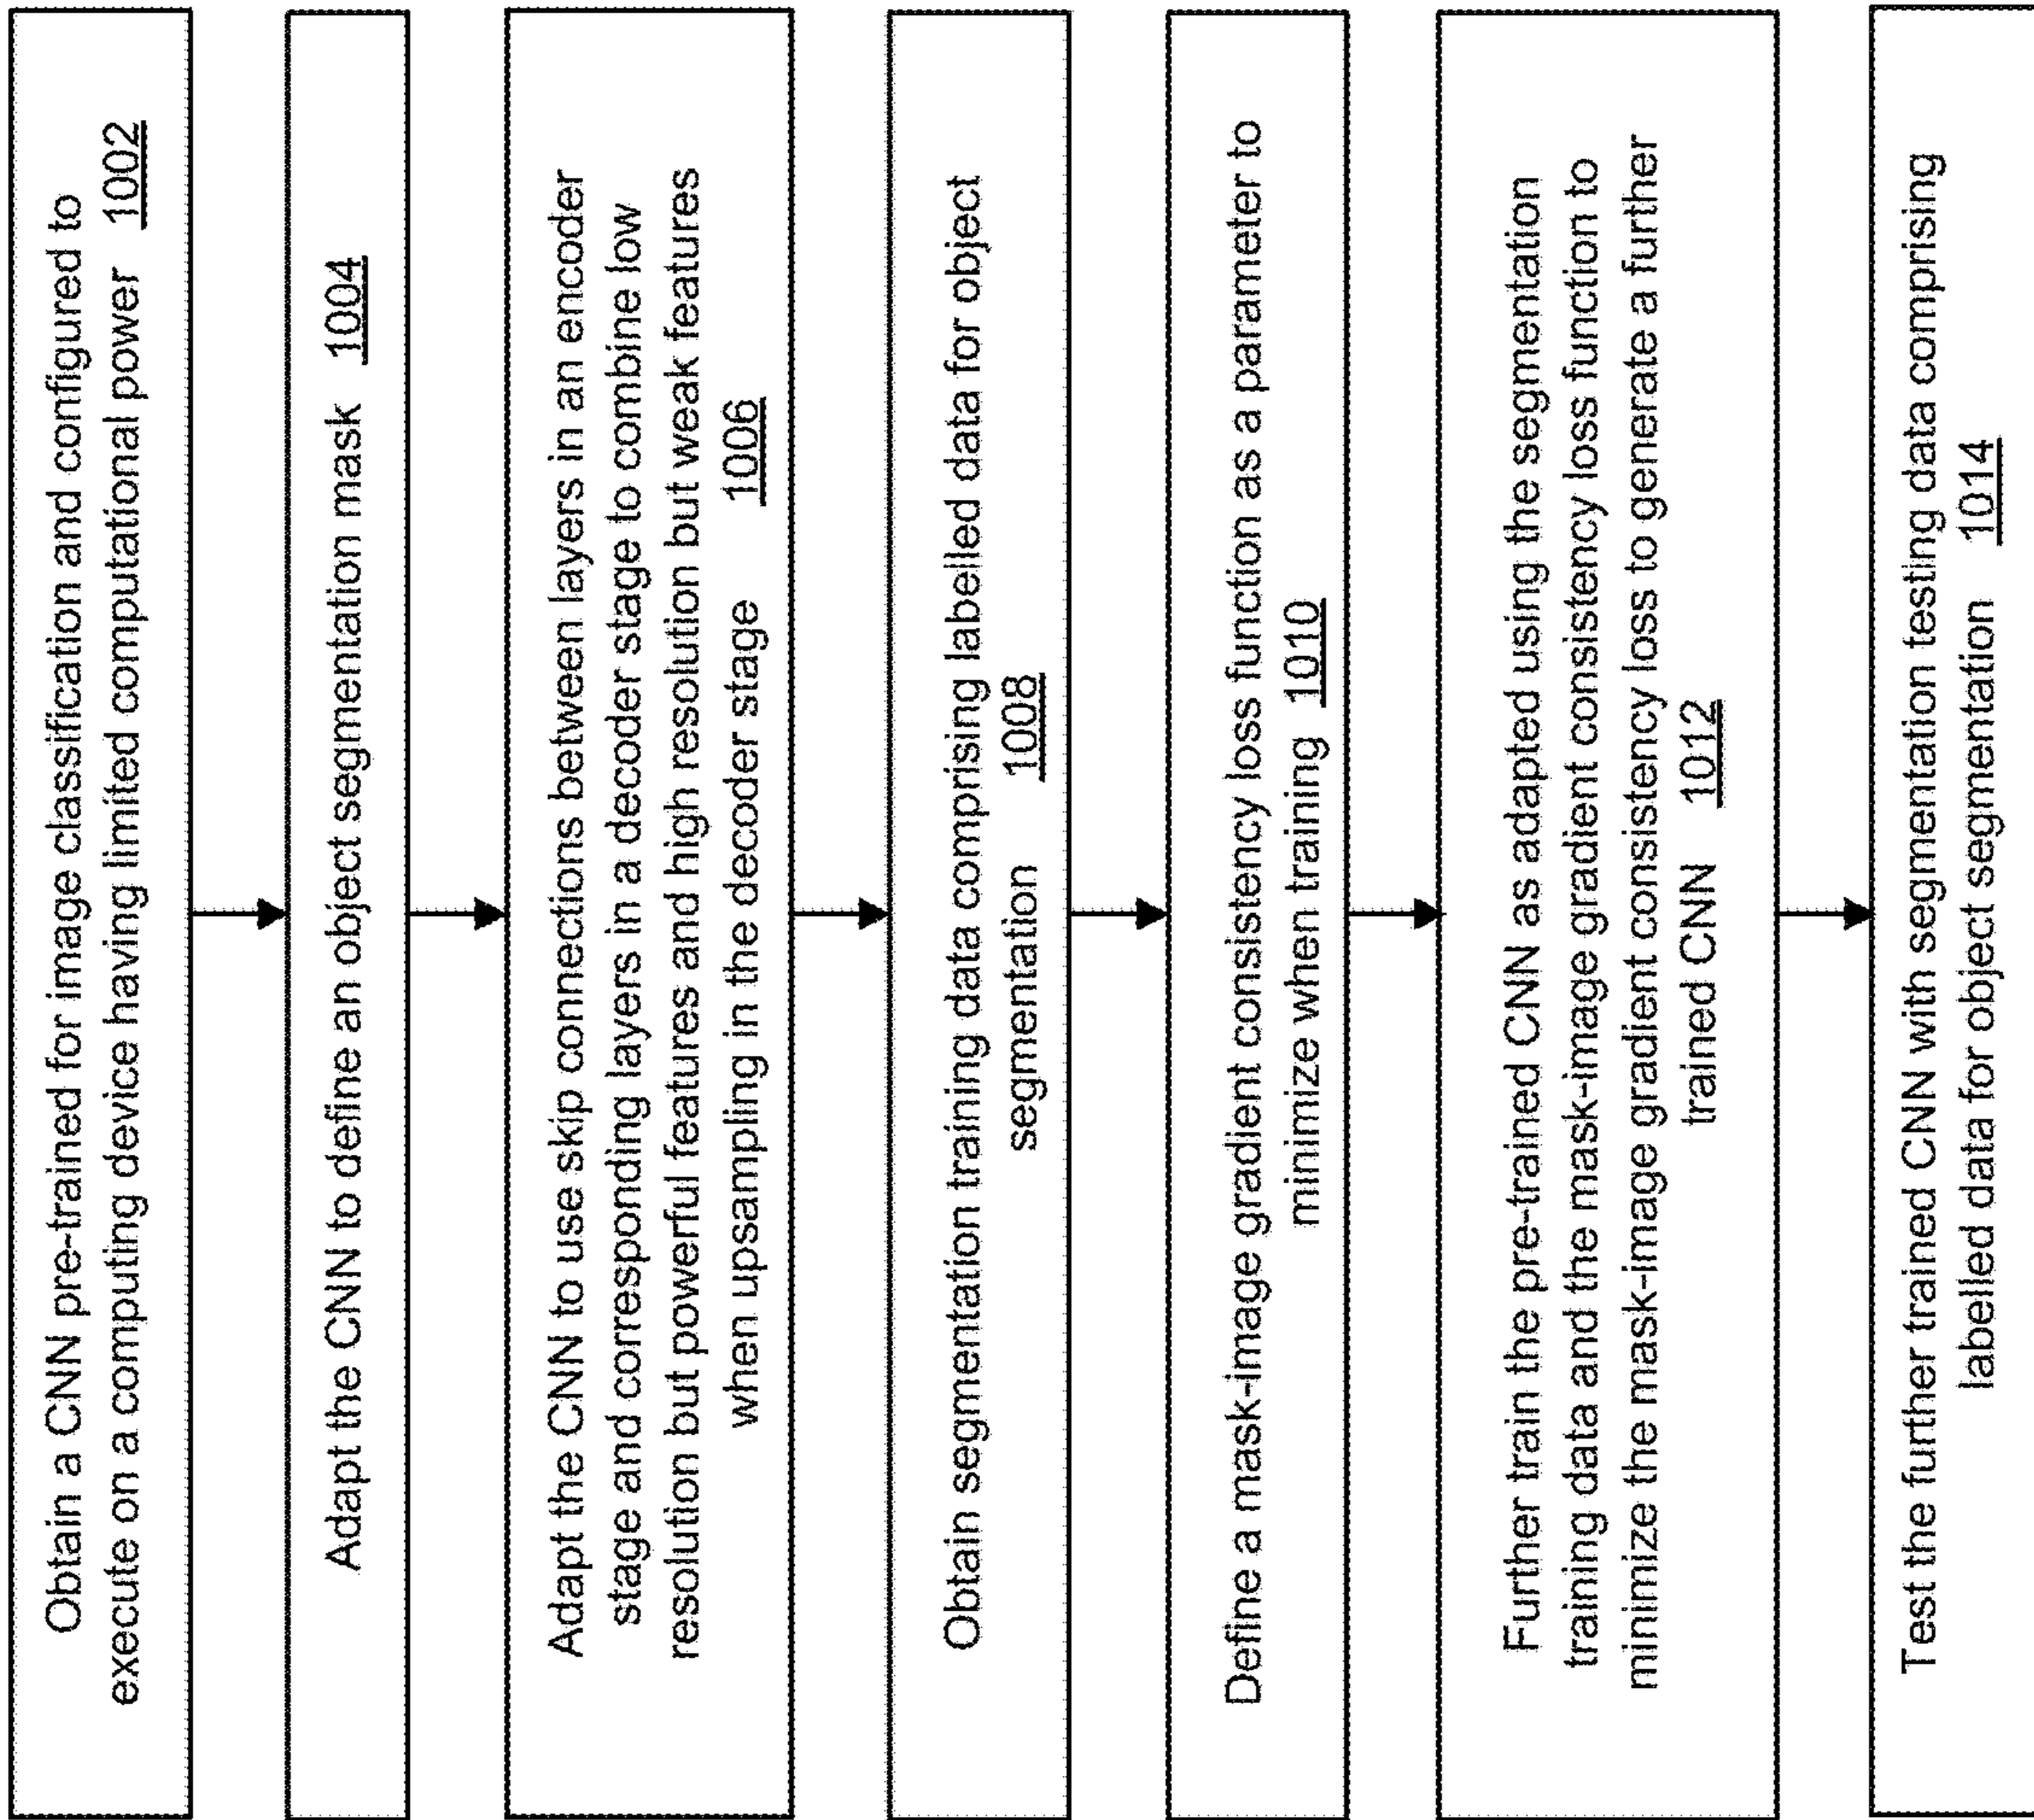 Obtain a CNN pre-trained for image classification and configured to
execute on a computing device having limited computational power 1002
Adapt the CNN to define an object segmentation mask 1004
Adapt the CNN to use skip connections between layers in an encoder
stage and corresponding layers in a decoder stage to combine low
resolution but powerful features and high resolution but weak features
when upsampling in the decoder stage 1006
Obtain segmentation training data comprising labelled data for object
segmentation 1008
Define a mask-image gradient consistency loss function as a parameter to
minimize when training 1010
Further train the pre-trained CNN as adapted using the segmentation
training data and the mask-image gradient consistency loss function to
minimize the mask-image gradient consistency loss to generate a further
trained CNN 1012
Test the further trained CNN with segmentation testing data comprising
labelled data for object segmentation 1014